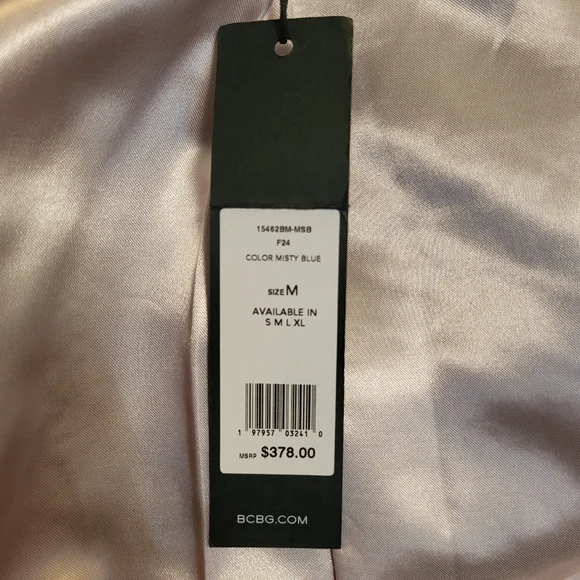 15462BM-MSB
F24
COLOR MISTY BLUE
SIZE M
AVAILABLE IN
S M L XL
1 97957 03241 0
MSRP $378.00
BCBG.COM